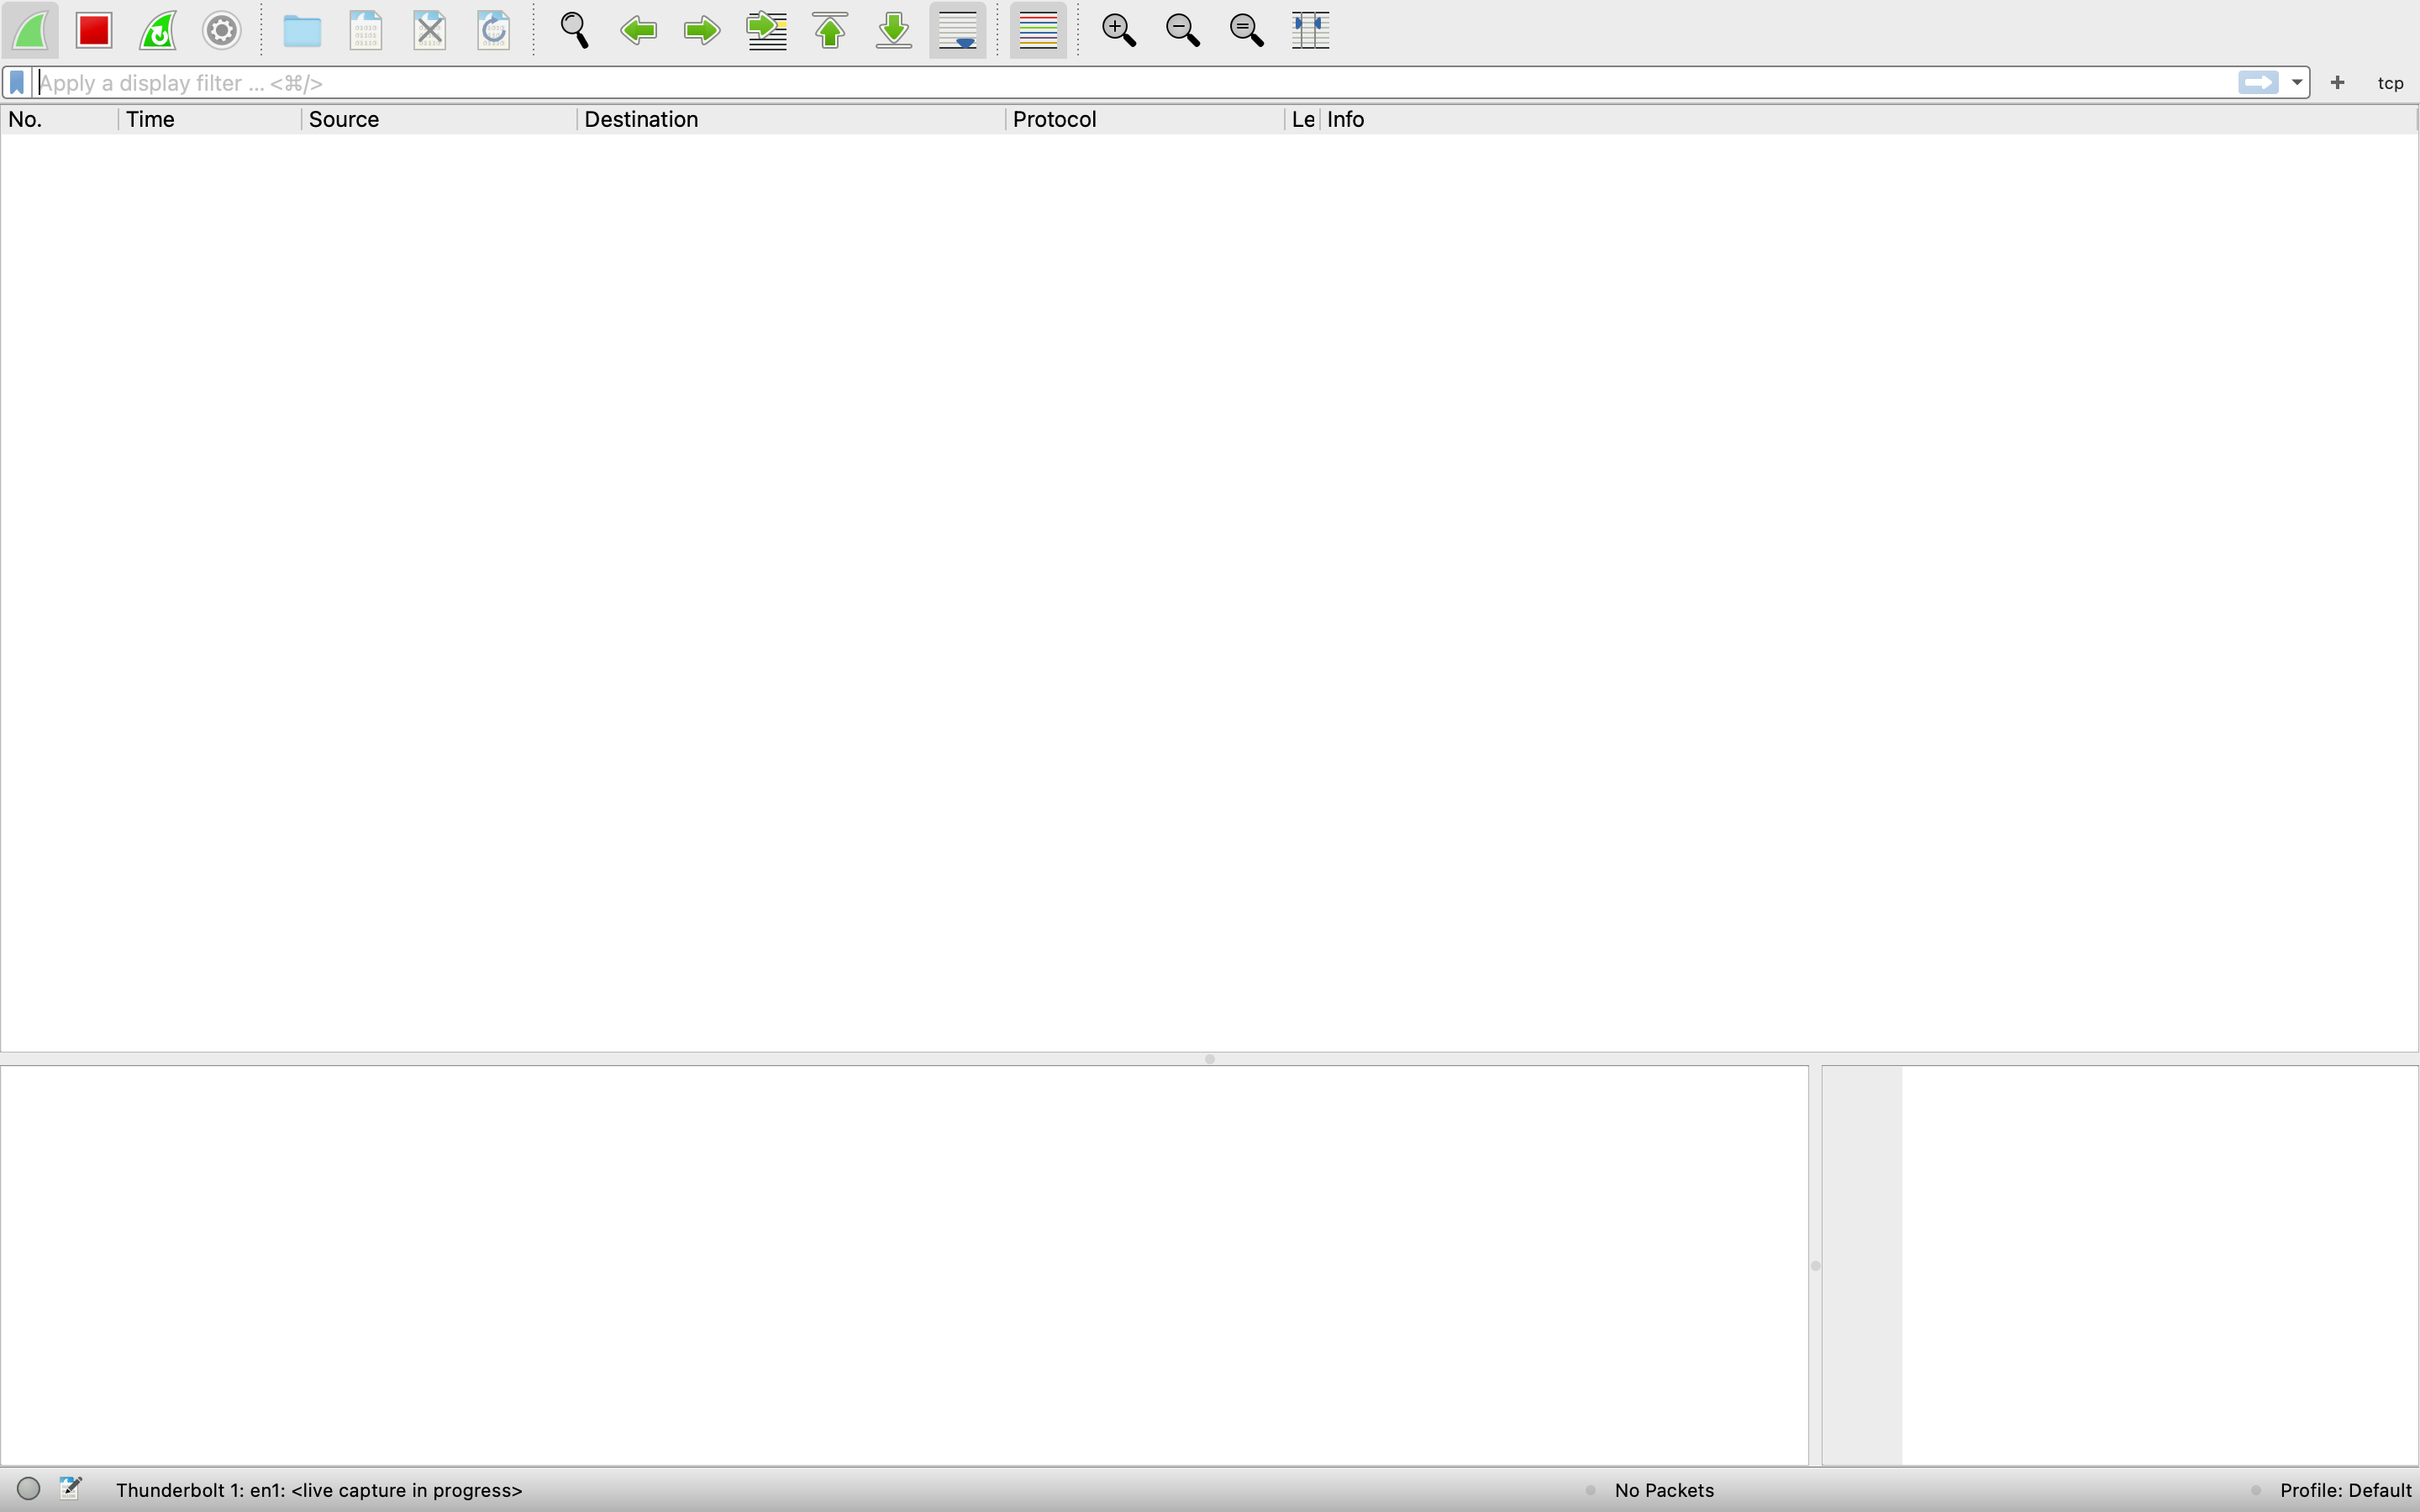 Apply a display filter ... <⌘/>
+ tcp
No. Time Source Destination Protocol Le Info
Thunderbolt 1: en1: <live capture in progress> No Packets Profile: Default